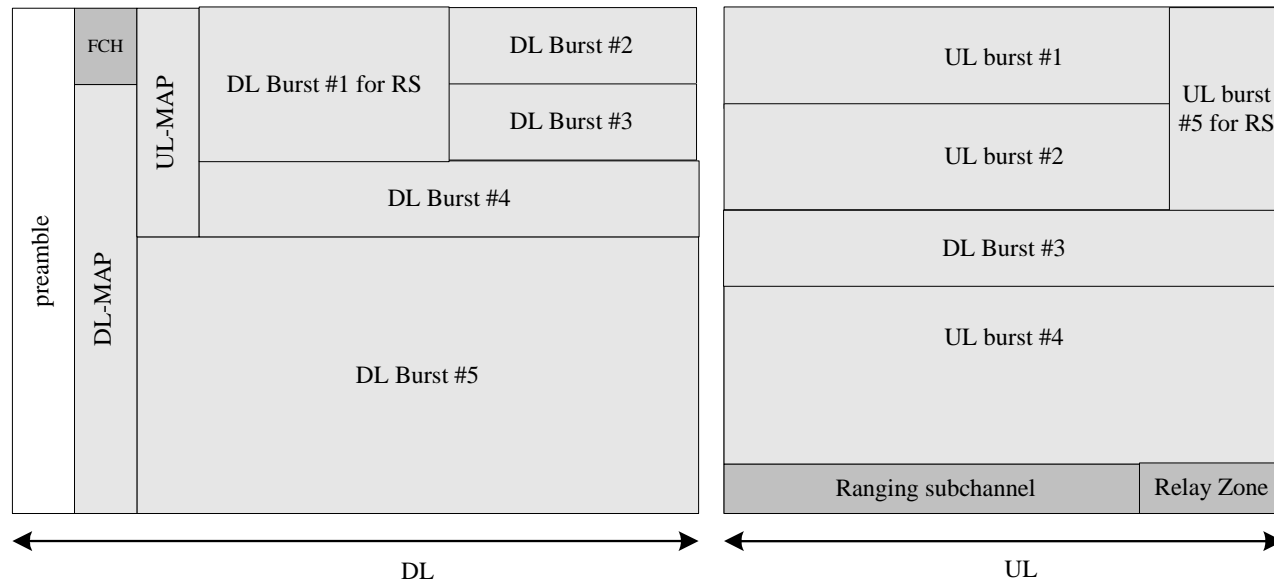 preamble
FCH
DL-MAP
UL-MAP
DL Burst #1 for RS
DL Burst #2
DL Burst #3
DL Burst #4
DL Burst #5
DL
UL burst #1
UL burst #2
UL burst
#5 for RS
DL Burst #3
UL burst #4
Ranging subchannel
Relay Zone
UL